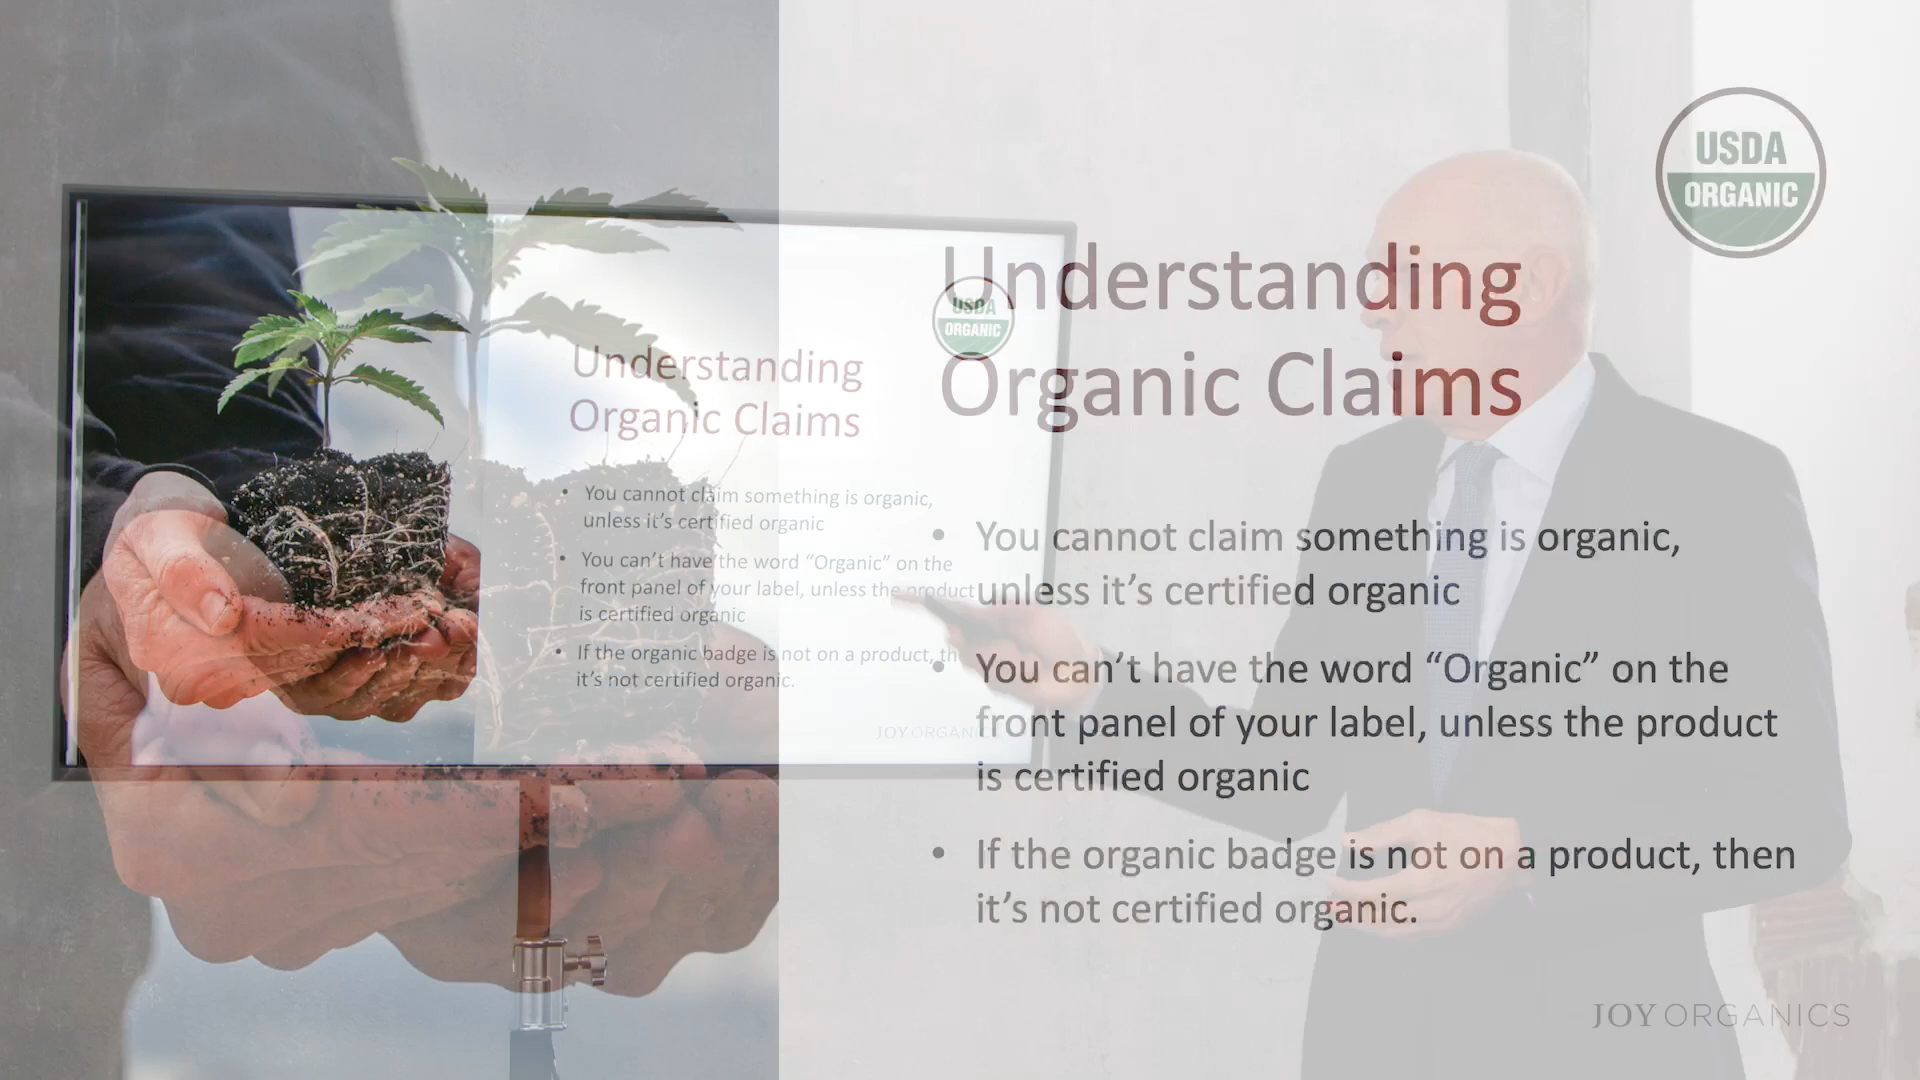 USDA
ORGANIC
Understanding
Organic Claims
• You cannot claim something is organic,
unless it’s certified organic
• You can’t have the word “Organic” on the
front panel of your label, unless the product
is certified organic
• If the organic badge is not on a product, then
it’s not certified organic.
JOY ORGANICS
USDA
ORGANIC
Understanding
Organic Claims
• You cannot claim something is organic,
unless it’s certified organic
• You can’t have the word “Organic” on the
front panel of your label, unless the product
is certified organic
• If the organic badge is not on a product,
it’s not certified organic.
JOY